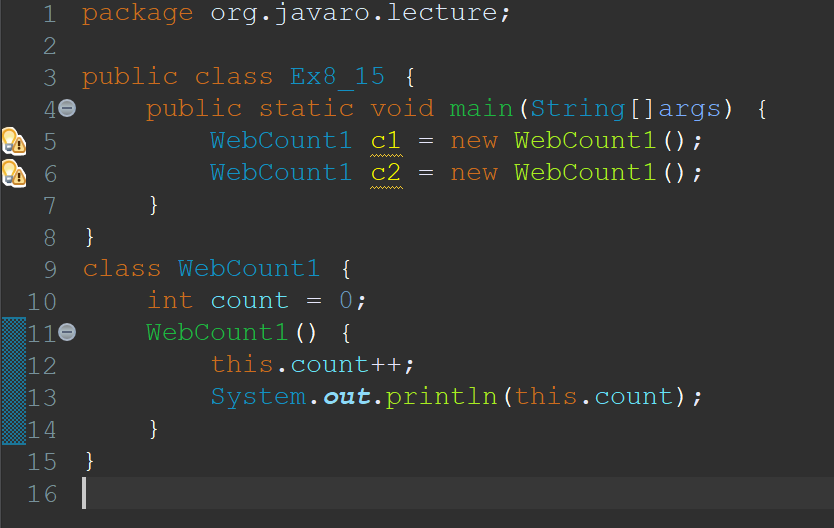 1 package org.javaro.lecture;
2
3 public class Ex8_15 {
4 public static void main(String[]args) {
5 WebCount1 c1 = new WebCount1();
6 WebCount1 c2 = new WebCount1();
7 }
8 }
9 class WebCount1 {
10 int count = 0;
11 WebCount1() {
12 this.count++;
13 System.out.println(this.count);
14 }
15 }
16